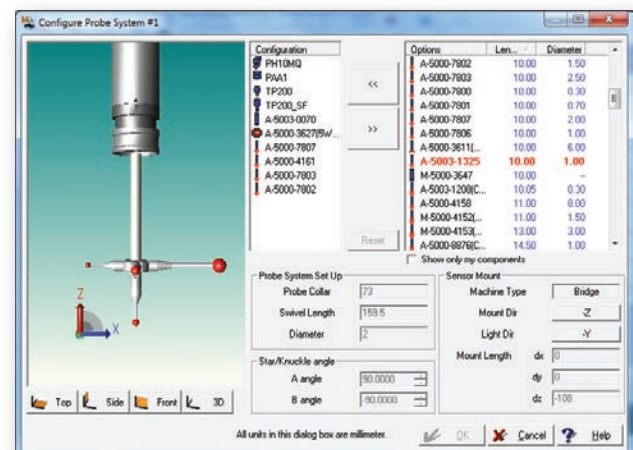 Configure Probe System #1
Configuration
PH10MQ
PAA1
TP200
TP200_SF
A-5003-0070
A-5000-3627(5W...
A-5000-7807
A-5000-4161
A-5000-7803
A-5000-7802
<<
>>
Reset
Options Len... Diameter
A-5000-7802 10.00 1.50
A-5000-7803 10.00 2.50
A-5000-7800 10.00 0.30
A-5000-7801 10.00 0.70
A-5000-7807 10.00 2.00
A-5000-7806 10.00 1.00
A-5000-3611(... 10.00 6.00
A-5003-1325 10.00 1.00
M-5000-3647 10.00 --
A-5003-1208(C... 10.05 0.30
A-5000-4158 11.00 8.00
M-5000-4152(... 11.00 1.50
M-5000-4153(... 13.00 3.00
A-5000-8876(C... 14.50 1.00
Show only my components
Z
X
Probe System Set Up
Probe Collar 73
Swivel Length 159.5
Diameter 2
Star/Knuckle angle
A angle 90.0000
B angle -90.0000
Sensor Mount
Machine Type Bridge
Mount Dir -Z
Light Dir -Y
Mount Length dx 0
dy 0
dz -108
Top Side Front 3D
All units in this dialog box are millimeter.
OK Cancel Help